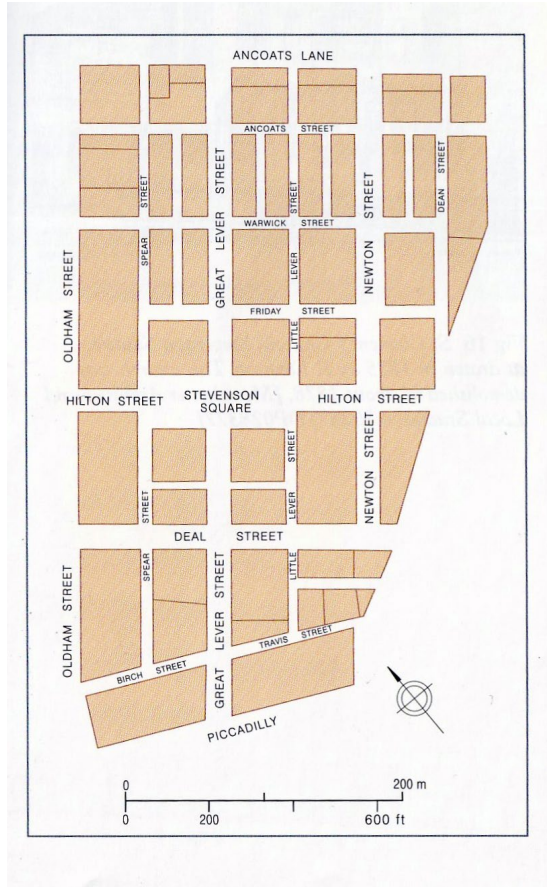 ANCOATS LANE
ANCOATS STREET
STREET
GREAT LEVER STREET
LITTLE LEVER STREET
NEWTON STREET
DEAN STREET
WARWICK STREET
SPEAR
OLDHAM STREET
FRIDAY STREET
HILTON STREET
STEVENSON
SQUARE
HILTON STREET
SPEAR STREET
LITTLE LEVER STREET
NEWTON STREET
DEAL STREET
OLDHAM STREET
GREAT LEVER STREET
TRAVIS STREET
BIRCH STREET
PICCADILLY
0 200 m
0 200 600 ft